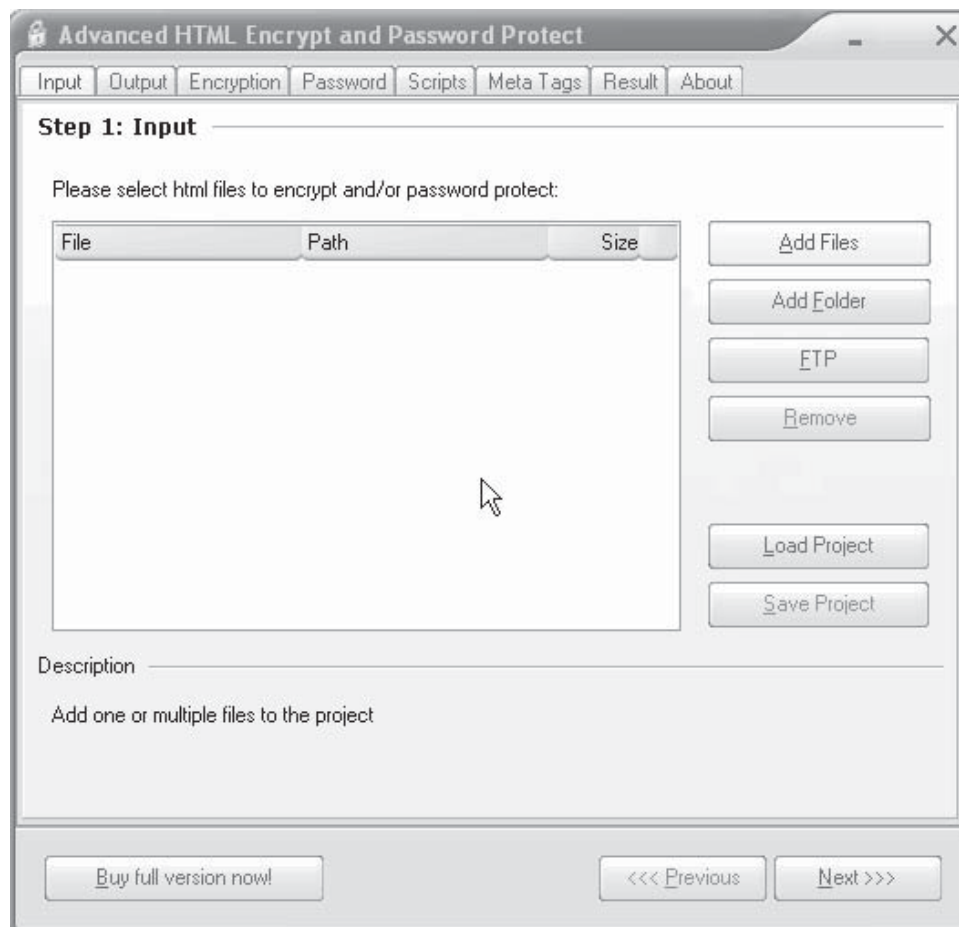 Advanced HTML Encrypt and Password Protect
Input Output Encryption Password Scripts Meta Tags Result About
Step 1: Input
Please select html files to encrypt and/or password protect:
File Path Size
Add Files
Add Folder
FTP
Remove
Load Project
Save Project
Description
Add one or multiple files to the project
Buy full version now! <<< Previous Next >>>